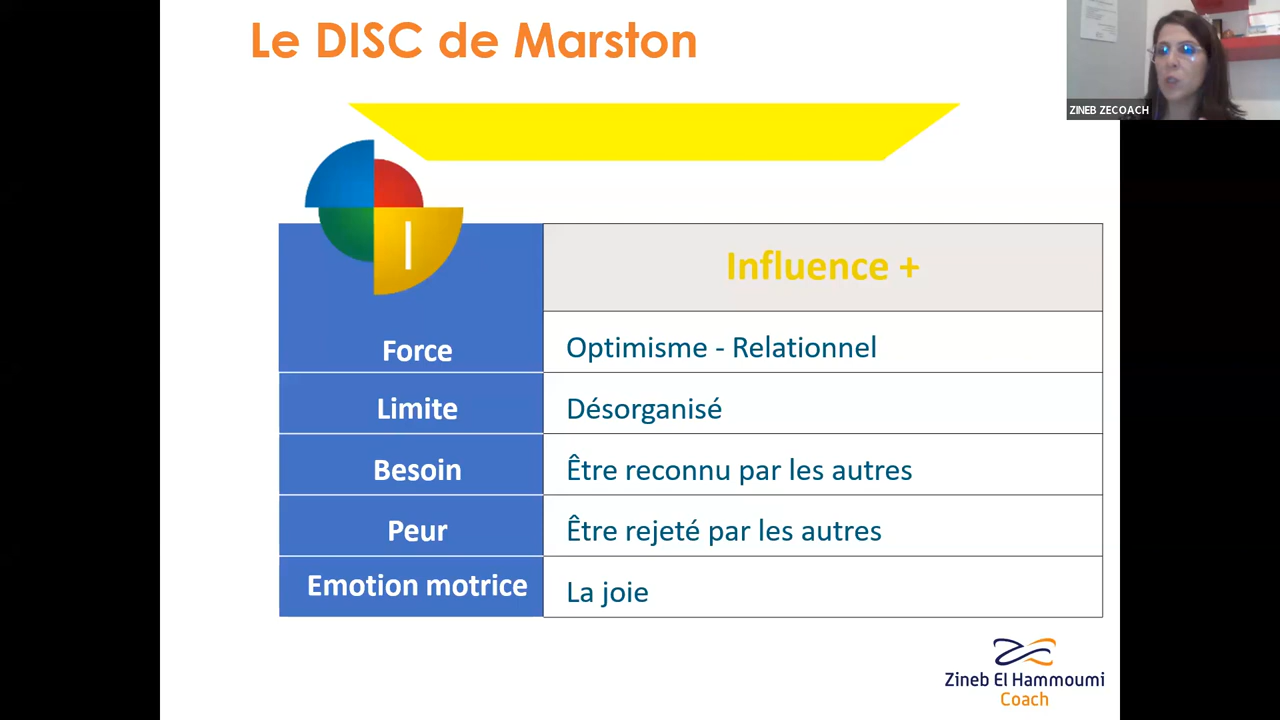 Le DISC de Marston
ZINEB ZECOACH
I
Influence +
Force
Optimisme - Relationnel
Limite
Désorganisé
Besoin
Être reconnu par les autres
Peur
Être rejeté par les autres
Emotion motrice
La joie
Zineb El Hammoumi
Coach